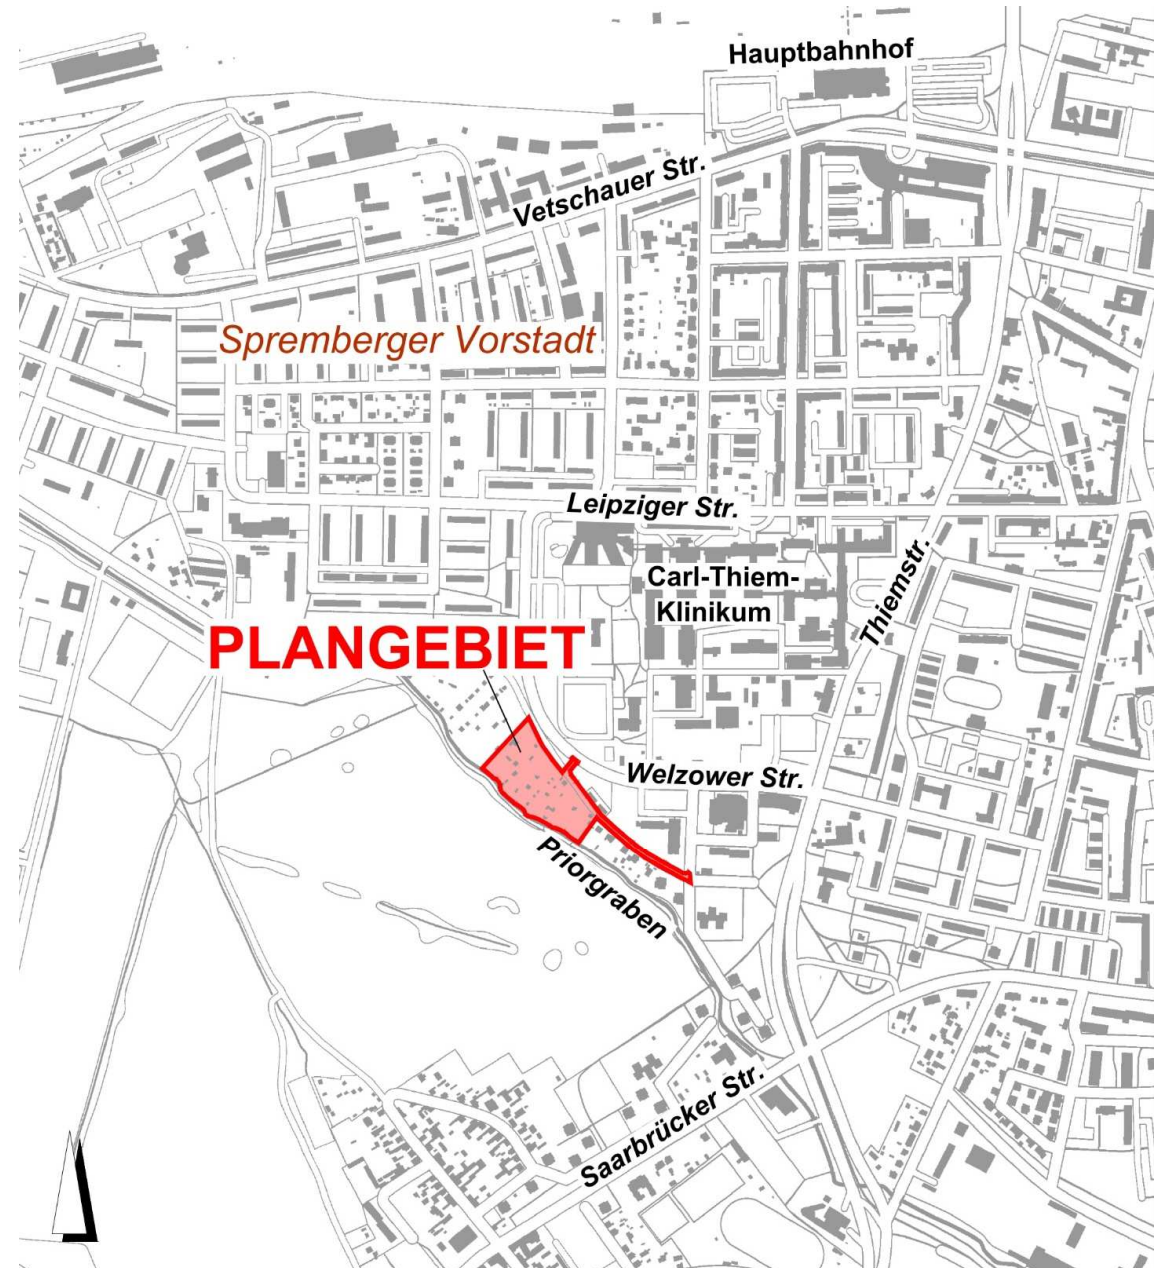 Hauptbahnhof
Vetschauer Str.
Spremberger Vorstadt
Leipziger Str.
Carl-Thiem-
Klinikum
Thiemstr.
PLANGEBIET
Welzower Str.
Priorgraben
Saarbrücker Str.